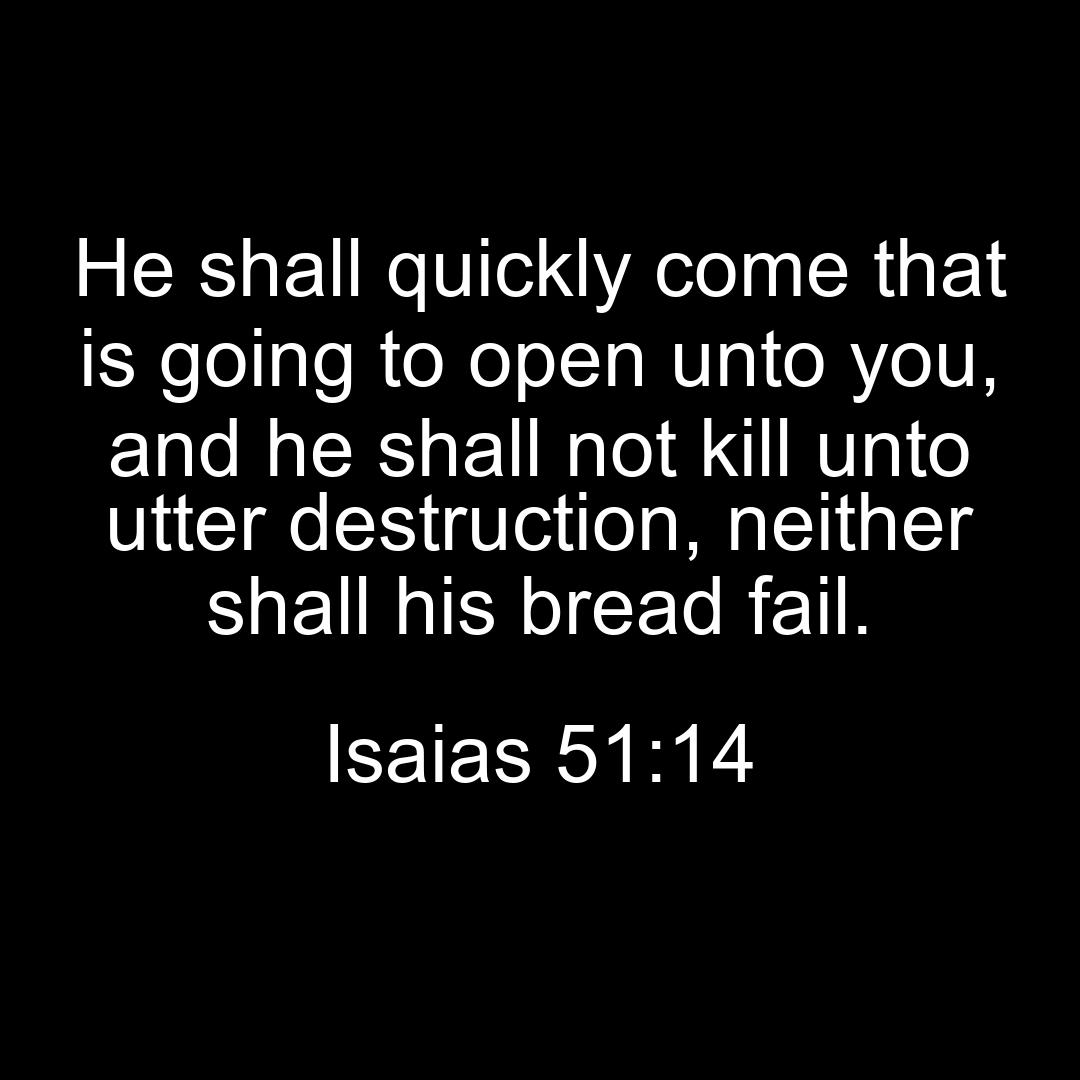 He shall quickly come that
is going to open unto you,
and he shall not kill unto
utter destruction, neither
shall his bread fail.
Isaias 51:14